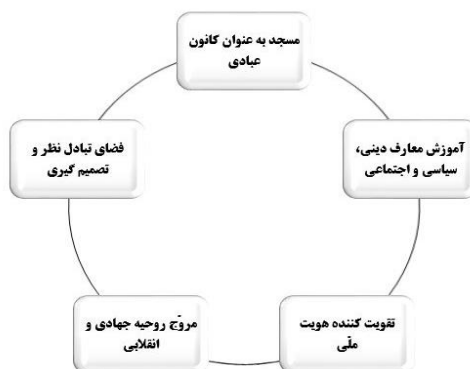 مسجد به عنوان کانون
عبادی
آموزش معارف دینی،
سیاسی و اجتماعی
تقویت کننده هویت
ملّی
مروّج روحیه جهادی و
انقلابی
فضای تبادل نظر و
تصمیم گیری